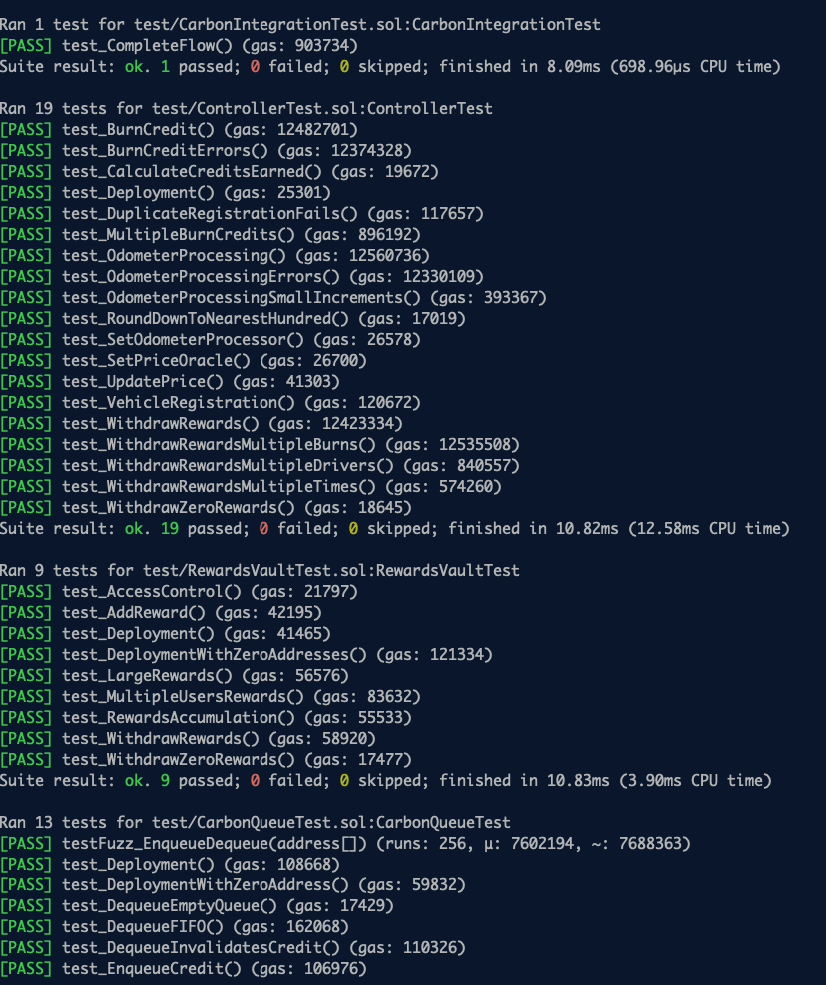 Ran 1 test for test/CarbonIntegrationTest.sol:CarbonIntegrationTest
[PASS] test_CompleteFlow() (gas: 903734)
Suite result: ok. 1 passed; 0 failed; 0 skipped; finished in 8.09ms (698.96µs CPU time)
Ran 19 tests for test/ControllerTest.sol:ControllerTest
[PASS] test_BurnCredit() (gas: 12482701)
[PASS] test_BurnCreditErrors() (gas: 12374328)
[PASS] test_CalculateCreditsEarned() (gas: 19672)
[PASS] test_Deployment() (gas: 25301)
[PASS] test_DuplicateRegistrationFails() (gas: 117657)
[PASS] test_MultipleBurnCredits() (gas: 896192)
[PASS] test_OdometerProcessing() (gas: 12560736)
[PASS] test_OdometerProcessingErrors() (gas: 12330109)
[PASS] test_OdometerProcessingSmallIncrements() (gas: 393367)
[PASS] test_RoundDownToNearestHundred() (gas: 17019)
[PASS] test_SetOdometerProcessor() (gas: 26578)
[PASS] test_SetPriceOracle() (gas: 26700)
[PASS] test_UpdatePrice() (gas: 41303)
[PASS] test_VehicleRegistration() (gas: 120672)
[PASS] test_WithdrawRewards() (gas: 12423334)
[PASS] test_WithdrawRewardsMultipleBurns() (gas: 12535508)
[PASS] test_WithdrawRewardsMultipleDrivers() (gas: 840557)
[PASS] test_WithdrawRewardsMultipleTimes() (gas: 574260)
[PASS] test_WithdrawZeroRewards() (gas: 18645)
Suite result: ok. 19 passed; 0 failed; 0 skipped; finished in 10.82ms (12.58ms CPU time)
Ran 9 tests for test/RewardsVaultTest.sol:RewardsVaultTest
[PASS] test_AccessControl() (gas: 21797)
[PASS] test_AddReward() (gas: 42195)
[PASS] test_Deployment() (gas: 41465)
[PASS] test_DeploymentWithZeroAddresses() (gas: 121334)
[PASS] test_LargeRewards() (gas: 56576)
[PASS] test_MultipleUsersRewards() (gas: 83632)
[PASS] test_RewardsAccumulation() (gas: 55533)
[PASS] test_WithdrawRewards() (gas: 58920)
[PASS] test_WithdrawZeroRewards() (gas: 17477)
Suite result: ok. 9 passed; 0 failed; 0 skipped; finished in 10.83ms (3.90ms CPU time)
Ran 13 tests for test/CarbonQueueTest.sol:CarbonQueueTest
[PASS] testFuzz_EnqueueDequeue(address[]) (runs: 256, μ: 7602194, ~: 7688363)
[PASS] test_Deployment() (gas: 108668)
[PASS] test_DeploymentWithZeroAddress() (gas: 59832)
[PASS] test_DequeueEmptyQueue() (gas: 17429)
[PASS] test_DequeueFIFO() (gas: 162068)
[PASS] test_DequeueInvalidatesCredit() (gas: 110326)
[PASS] test_EnqueueCredit() (gas: 106976)